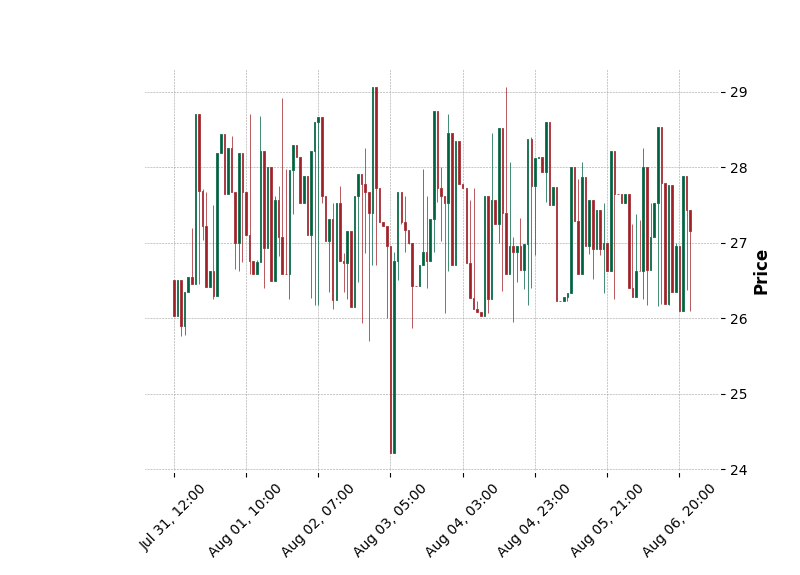 29
28
27
26
25
24
Price
Jul 31, 12:00
Aug 01, 10:00
Aug 02, 07:00
Aug 03, 05:00
Aug 04, 03:00
Aug 04, 23:00
Aug 05, 21:00
Aug 06, 20:00